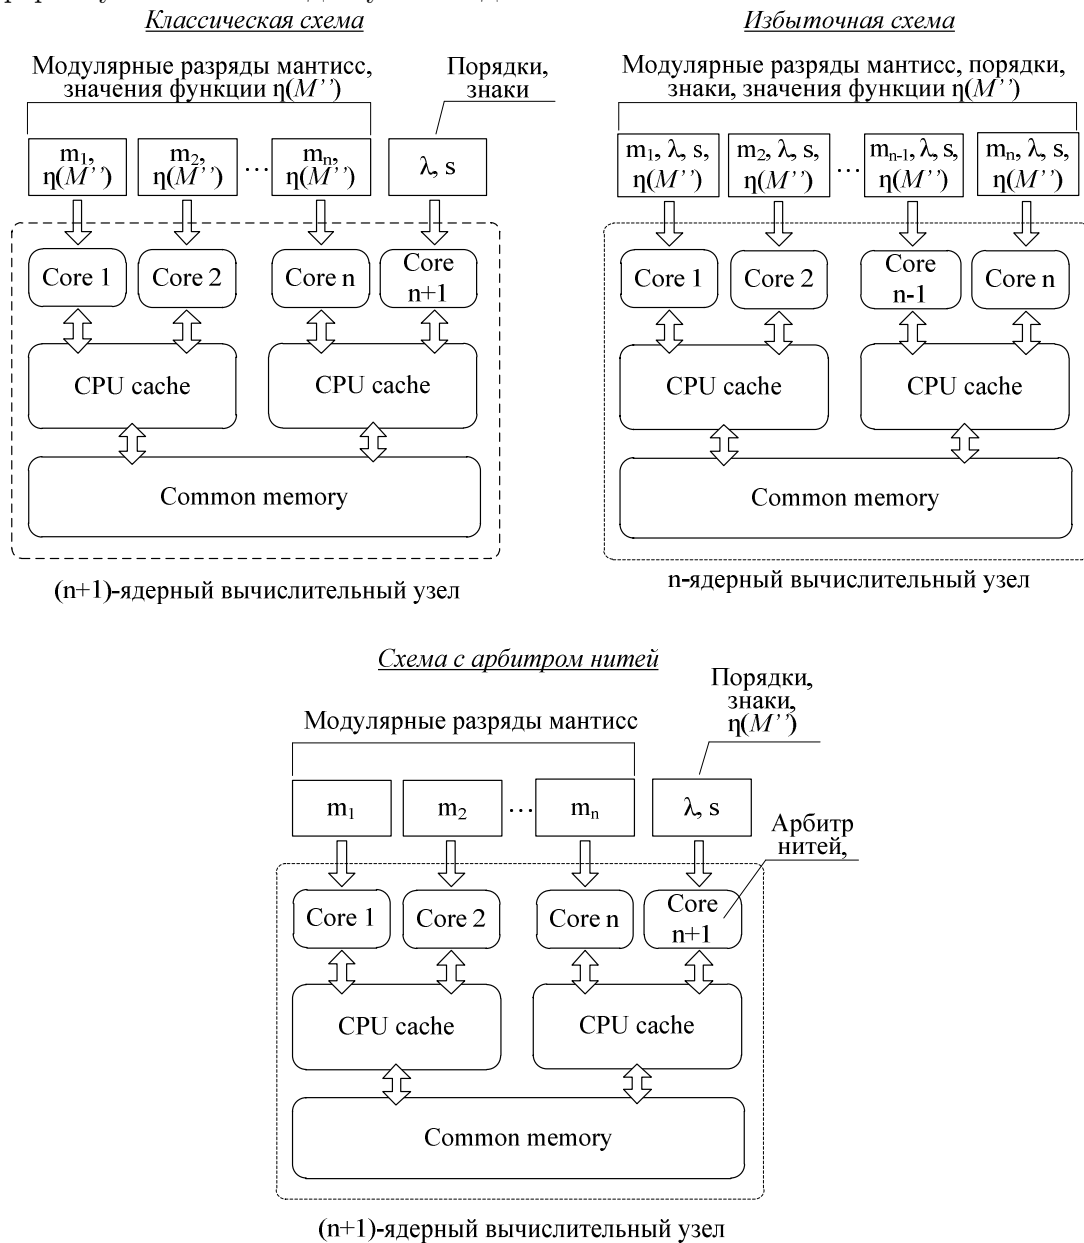 Классическая схема
Модулярные разряды мантисс,
значения функции η(M’’)
Порядки,
знаки
m₁,
η(M’’)
m₂,
η(M’’)
…
mₙ,
η(M’’)
λ, s
Core 1
Core 2
Core n
Core
n+1
CPU cache
CPU cache
Common memory
(n+1)-ядерный вычислительный узел
Избыточная схема
Модулярные разряды мантисс, порядки,
знаки, значения функции η(M’’)
m₁, λ, s,
η(M’’)
m₂, λ, s,
η(M’’)
…
mₙ₋₁, λ, s,
η(M’’)
mₙ, λ, s,
η(M’’)
Core 1
Core 2
Core
n-1
Core n
CPU cache
CPU cache
Common memory
n-ядерный вычислительный узел
Схема с арбитром нитей
Модулярные разряды мантисс
Порядки,
знаки,
η(M’’)
m₁
m₂
…
mₙ
λ, s
Арбитр
нитей,
Core 1
Core 2
Core n
Core
n+1
CPU cache
CPU cache
Common memory
(n+1)-ядерный вычислительный узел